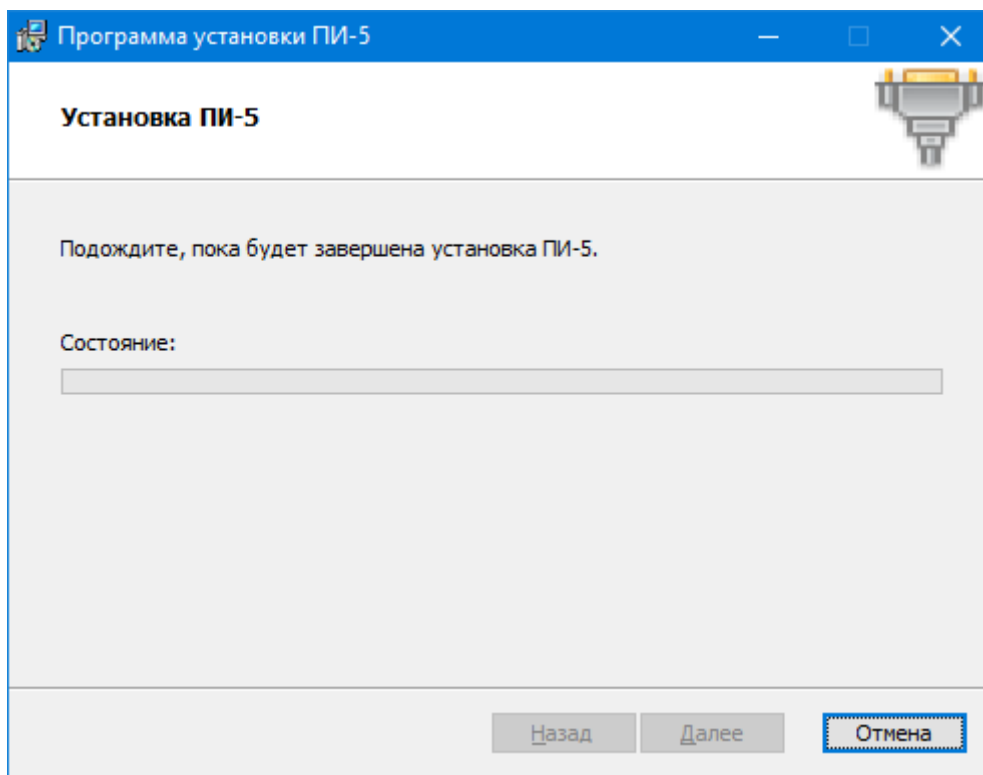 Программа установки ПИ-5
Установка ПИ-5
Подождите, пока будет завершена установка ПИ-5.
Состояние:
Назад Далее Отмена